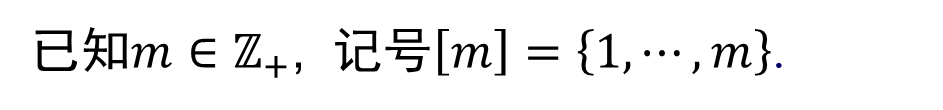 已知m ∈ ℤ₊, 记号[m] = {1, ⋯, m}.